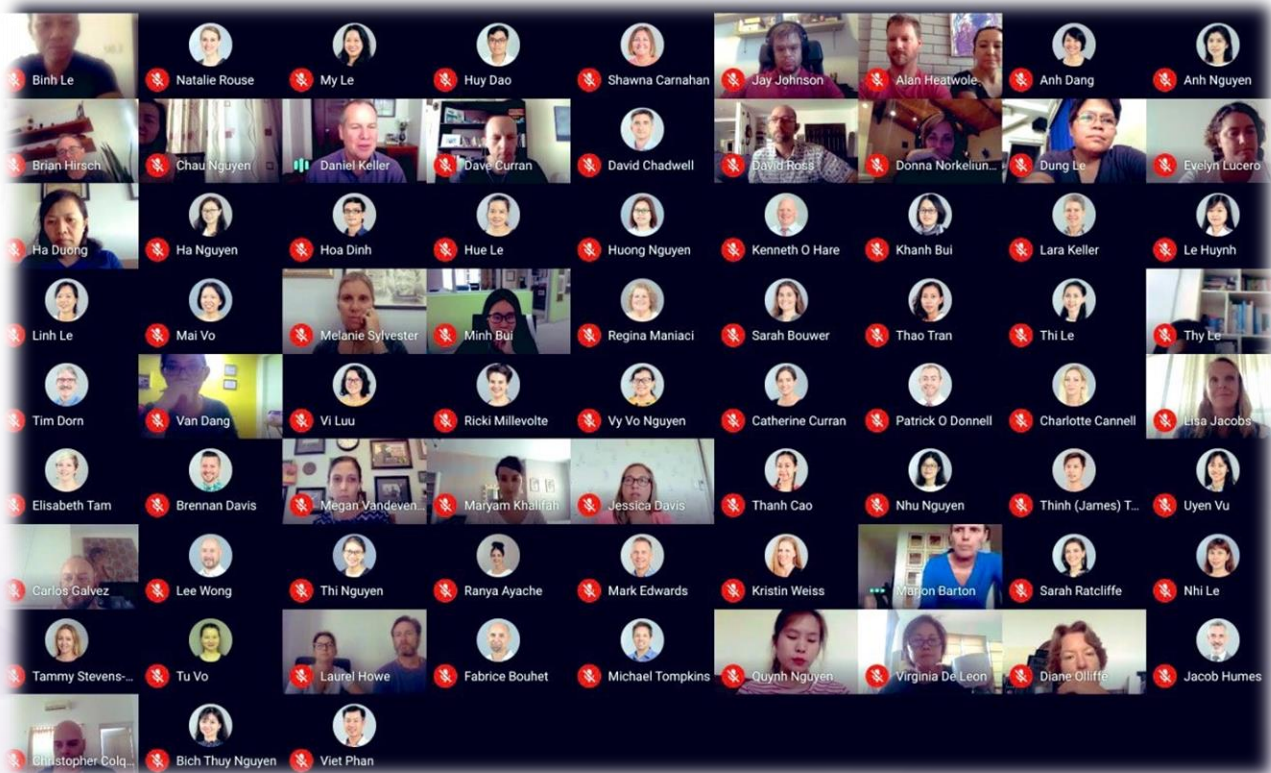 Binh Le
Natalie Rouse
My Le
Huy Dao
Shawna Carnahan
Jay Johnson
Alan Heatwole
Anh Dang
Anh Nguyen
Brian Hirsch
Chau Nguyen
Daniel Keller
Dave Curran
David Chadwell
David Ross
Donna Norkeliun...
Dung Le
Evelyn Lucero
Ha Duong
Ha Nguyen
Hoa Dinh
Hue Le
Huong Nguyen
Kenneth O Hare
Khanh Bui
Lara Keller
Le Huynh
Linh Le
Mai Vo
Melanie Sylvester
Minh Bui
Regina Maniaci
Sarah Bouwer
Thao Tran
Thi Le
Thy Le
Tim Dorn
Van Dang
Vi Luu
Ricki Millevolte
Vy Vo Nguyen
Catherine Curran
Patrick O Donnell
Charlotte Cannell
Lisa Jacobs
Elisabeth Tam
Brennan Davis
Megan Vandeven...
Maryam Khalifah
Jessica Davis
Thanh Cao
Nhu Nguyen
Thinh (James) T...
Uyen Vu
Carlos Galvez
Lee Wong
Thi Nguyen
Ranya Ayache
Mark Edwards
Kristin Weiss
Marjon Barton
Sarah Ratcliffe
Nhi Le
Tammy Stevens-...
Tu Vo
Laurel Howe
Fabrice Bouhet
Michael Tompkins
Quynh Nguyen
Virginia De Leon
Diane Olliffe
Jacob Humes
Christopher Colq...
Bich Thuy Nguyen
Viet Phan